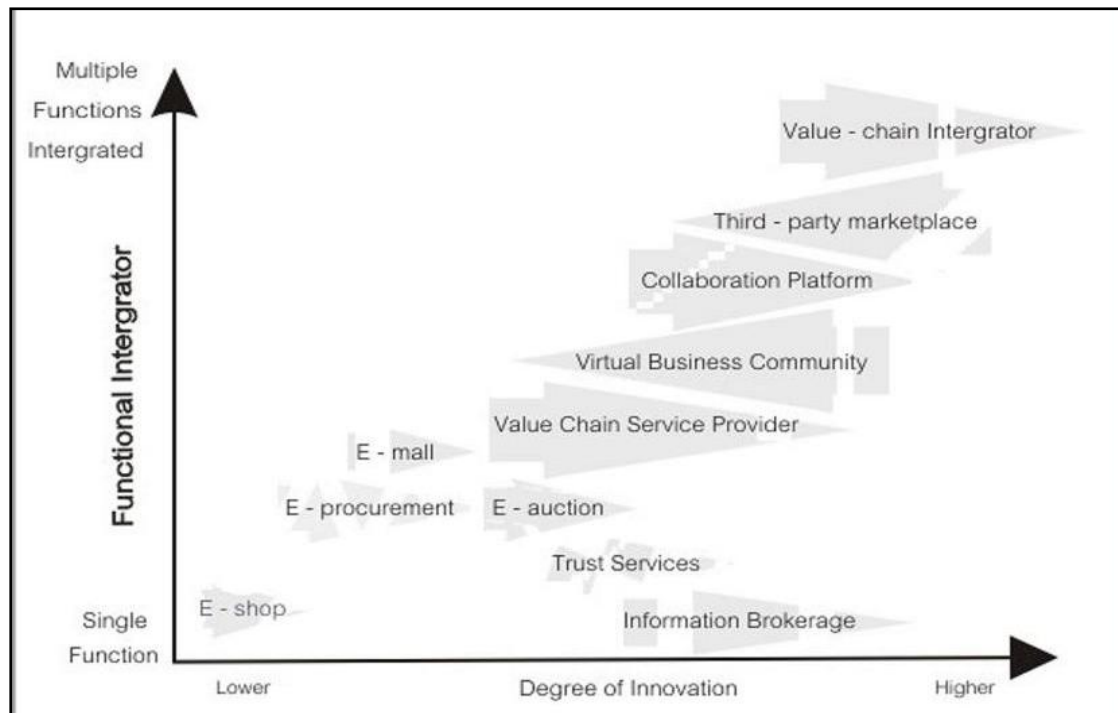 Multiple
Functions
Intergrated
Value - chain Intergrator
Third - party marketplace
Collaboration Platform
Virtual Business Community
Value Chain Service Provider
E - mall
E - procurement
E - auction
Trust Services
E - shop
Information Brokerage
Functional Intergrator
Single
Function
Lower
Degree of Innovation
Higher